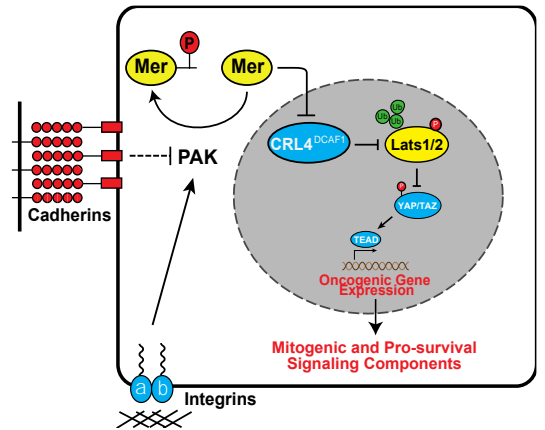 P
Mer
Mer
CRL4DCAF1
Ub
Ub
Ub
P
Lats1/2
PAK
P
YAP/TAZ
Cadherins
TEAD
Oncogenic Gene
Expression
Mitogenic and Pro-survival
Signaling Components
a b
Integrins